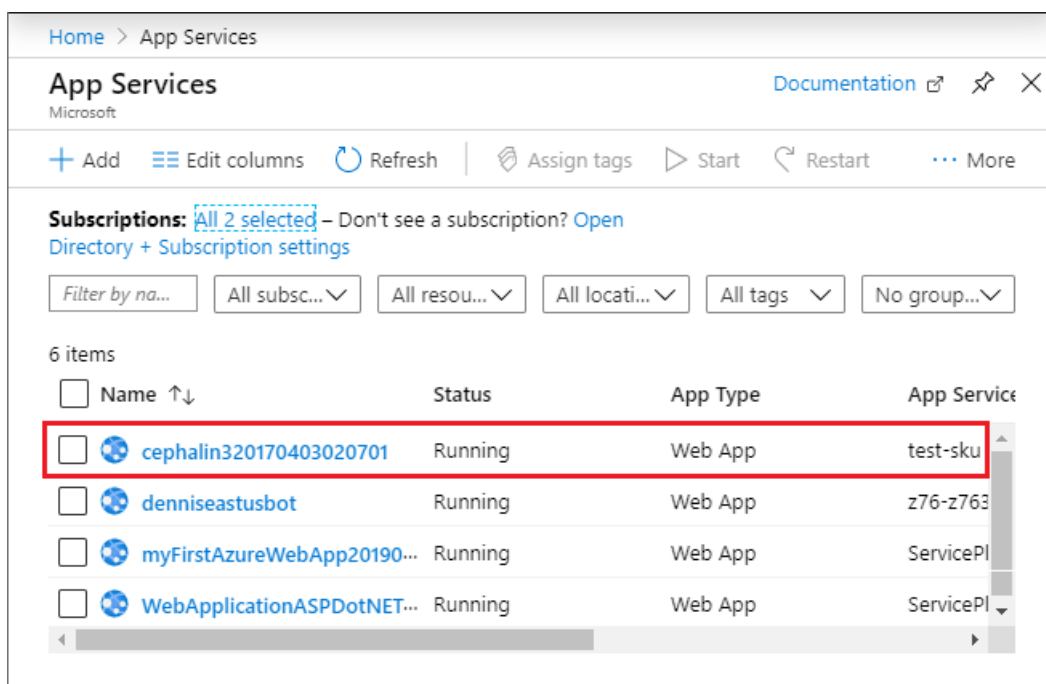 Home > App Services
App Services
Documentation
Microsoft
Add Edit columns Refresh Assign tags Start Restart ··· More
Subscriptions: All 2 selected – Don't see a subscription? Open
Directory + Subscription settings
Filter by na... All subsc... All resou... All locati... All tags No group...
6 items
Name Status App Type App Service
cephalin320170403020701 Running Web App test-sku
denniseastusbot Running Web App z76-z763
myFirstAzureWebApp20190··· Running Web App ServicePl
WebApplicationASPDotNET··· Running Web App ServicePl